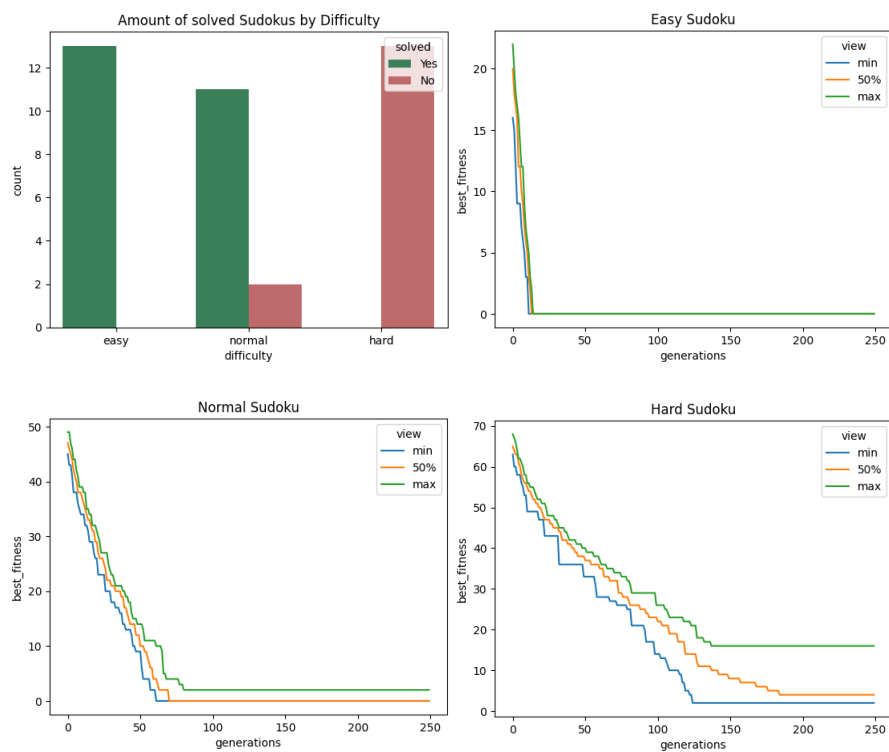 Amount of solved Sudokus by Difficulty
solved
Yes
No
count
12
10
8
6
4
2
0
easy
normal
hard
difficulty
Easy Sudoku
view
min
50%
max
best_fitness
20
15
10
5
0
0
50
100
150
200
250
generations
Normal Sudoku
view
min
50%
max
best_fitness
50
40
30
20
10
0
0
50
100
150
200
250
generations
Hard Sudoku
view
min
50%
max
best_fitness
70
60
50
40
30
20
10
0
0
50
100
150
200
250
generations